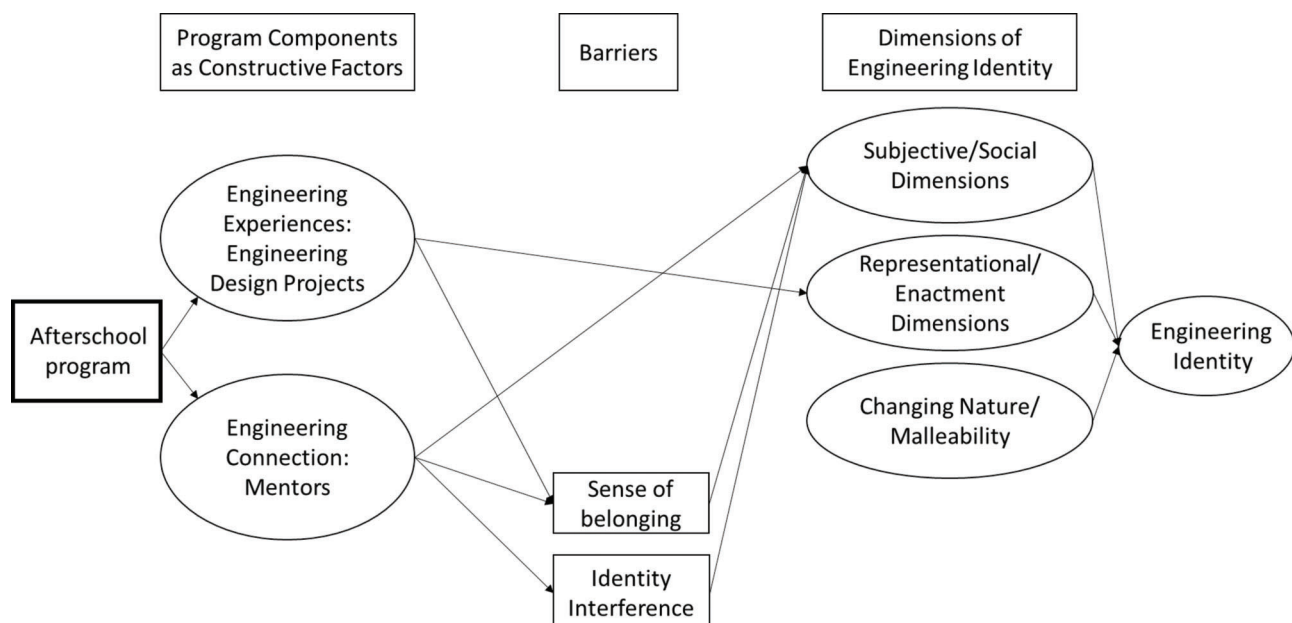 Program Components
as Constructive Factors
Barriers
Dimensions of
Engineering Identity
Engineering
Experiences:
Engineering
Design Projects
Subjective/Social
Dimensions
Representational/
Enactment
Dimensions
Afterschool
program
Engineering
Identity
Engineering
Connection:
Mentors
Changing Nature/
Malleability
Sense of
belonging
Identity
Interference